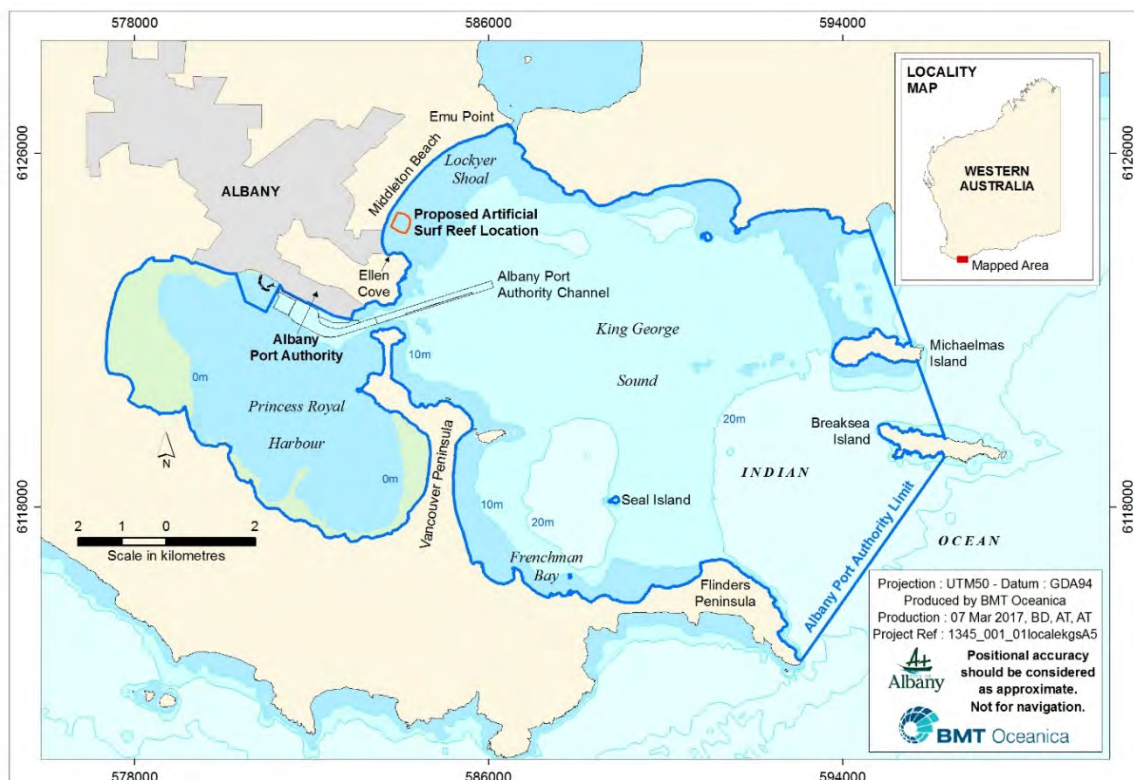 578000
586000
594000
6126000
6118000
6126000
6118000
578000
586000
594000
LOCALITY
MAP
WESTERN
AUSTRALIA
Mapped Area
Emu Point
Middleton Beach
Lockyer
Shoal
ALBANY
Proposed Artificial
Surf Reef Location
Ellen
Cove
Albany Port
Authority Channel
Albany
Port Authority
King George
Sound
Michaelmas
Island
10m
0m
Princess Royal
Harbour
20m
Breaksea
Island
INDIAN
N
0m
Vancouver Peninsula
10m
20m
Seal Island
OCEAN
2 1 0 2
Scale in kilometres
Frenchman
Bay
Flinders
Peninsula
Albany Port Authority Limit
Projection : UTM50 - Datum : GDA94
Produced by BMT Oceanica
Production : 07 Mar 2017, BD, AT, AT
Project Ref : 1345_001_01localekgsA5
Albany
Positional accuracy
should be considered
as approximate.
Not for navigation.
BMT Oceanica